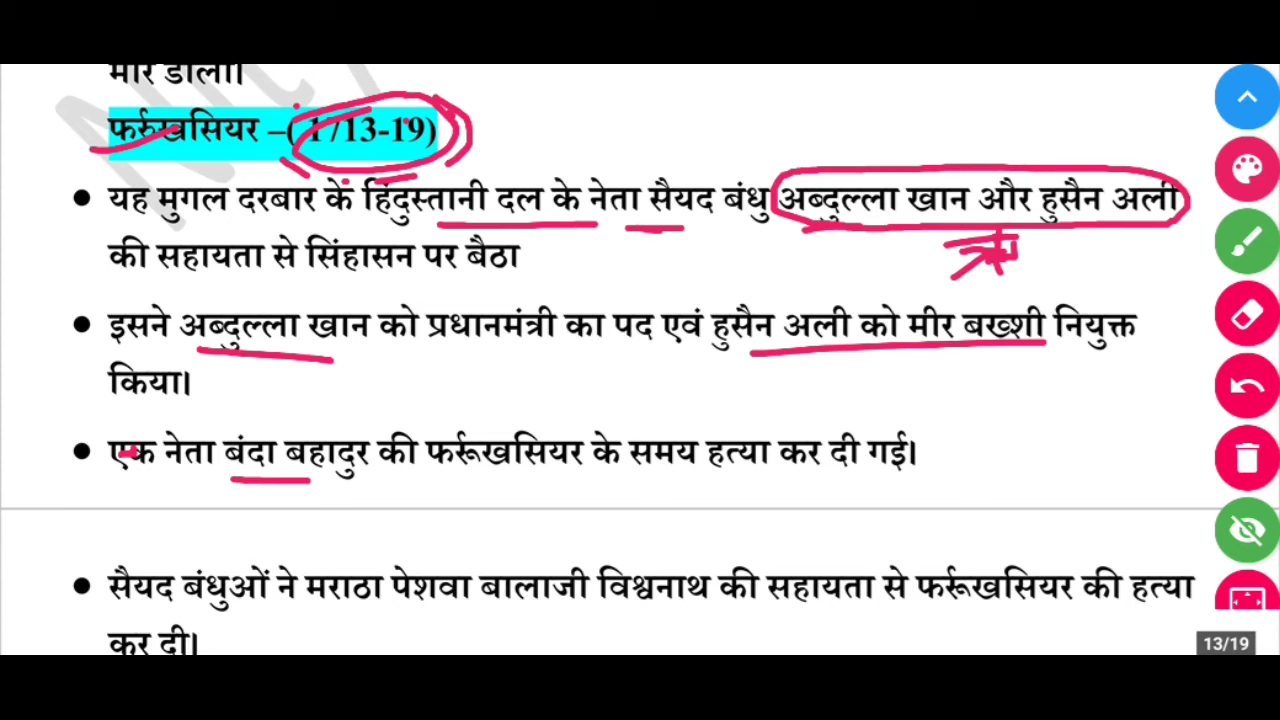 मार डाला।
फर्रुखसियर –( 1713-19)
● यह मुगल दरबार के हिंदुस्तानी दल के नेता सैयद बंधु अब्दुल्ला खान और हुसैन अली
की सहायता से सिंहासन पर बैठा
● इसने अब्दुल्ला खान को प्रधानमंत्री का पद एवं हुसैन अली को मीर बख्शी नियुक्त
किया।
● एक नेता बंदा बहादुर की फर्रूखसियर के समय हत्या कर दी गई।
● सैयद बंधुओं ने मराठा पेशवा बालाजी विश्वनाथ की सहायता से फर्रूखसियर की हत्या
कर दी।
13/19